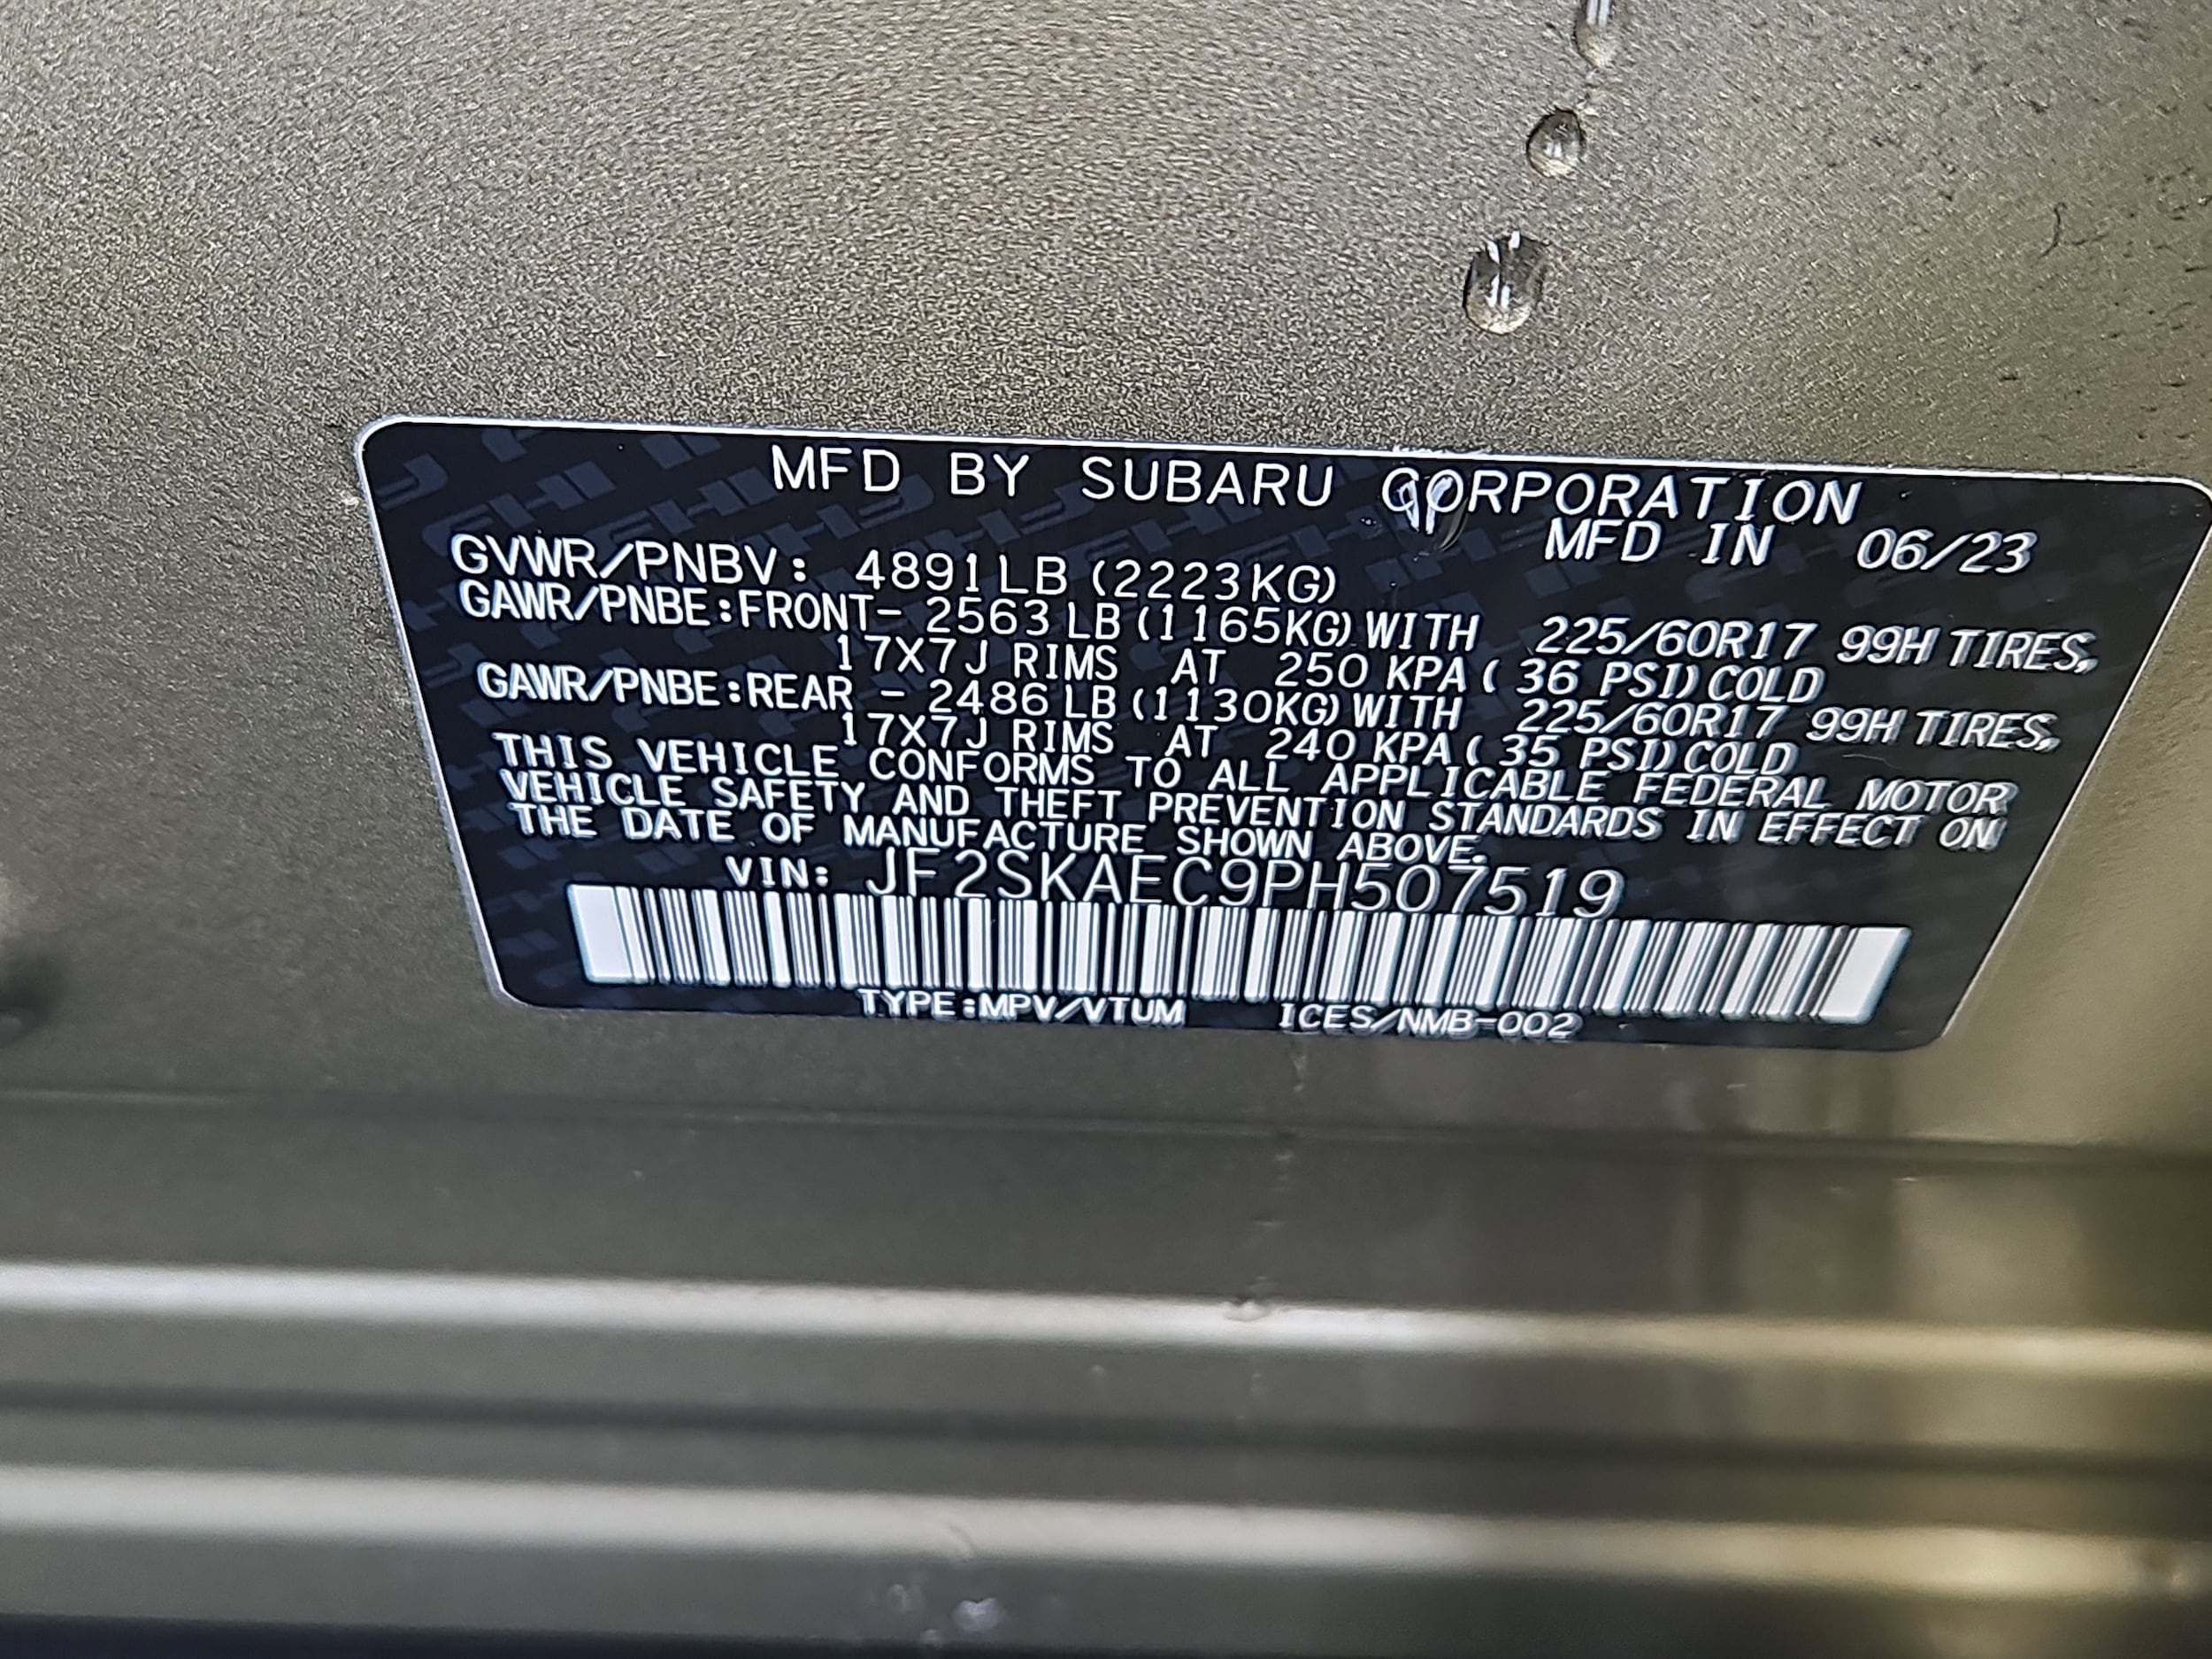 MFD BY SUBARU CORPORATION
MFD IN 06/23
GVWR/PNBV: 4891LB (2223KG)
GAWR/PNBE:FRONT- 2563 LB (1165KG) WITH 225/60R17 99H TIRES,
17X7J RIMS AT 250 KPA ( 36 PSI) COLD
GAWR/PNBE:REAR - 2486 LB (1130KG) WITH 225/60R17 99H TIRES,
17X7J RIMS AT 240 KPA ( 35 PSI) COLD
THIS VEHICLE CONFORMS TO ALL APPLICABLE FEDERAL MOTOR
VEHICLE SAFETY AND THEFT PREVENTION STANDARDS IN EFFECT ON
THE DATE OF MANUFACTURE SHOWN ABOVE.
VIN: JF2SKAEC9PH507519
TYPE:MPV/VTUM ICES/NMB-002